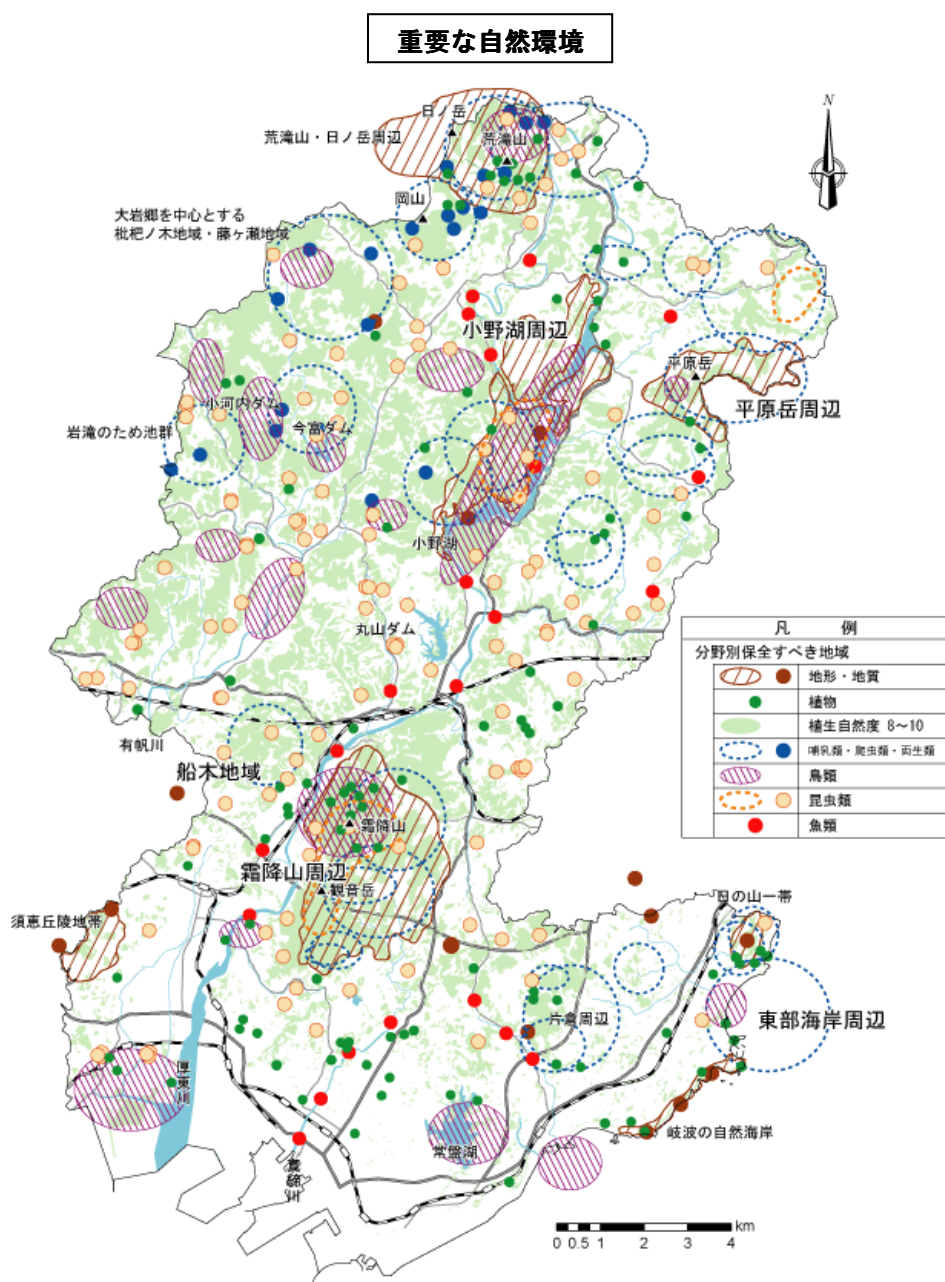 重要な自然環境
N
日ノ岳
荒滝山・日ノ岳周辺
荒滝山
岡山
大岩郷を中心とする
枇杷ノ木地域・藤ヶ瀬地域
小野湖周辺
平原岳
平原岳周辺
小河内ダム
今富ダム
岩滝のため池群
小野湖
丸山ダム
有帆川
船木地域
霜降山
霜降山周辺
観音岳
須恵丘陵地帯
日の山一帯
片倉周辺
東部海岸周辺
厚東川
常盤湖
岐波の自然海岸
凡 例
分野別保全すべき地域
地形・地質
植物
植生自然度 8～10
哺乳類・爬虫類・両生類
鳥類
昆虫類
魚類
km
0 0.5 1 2 3 4